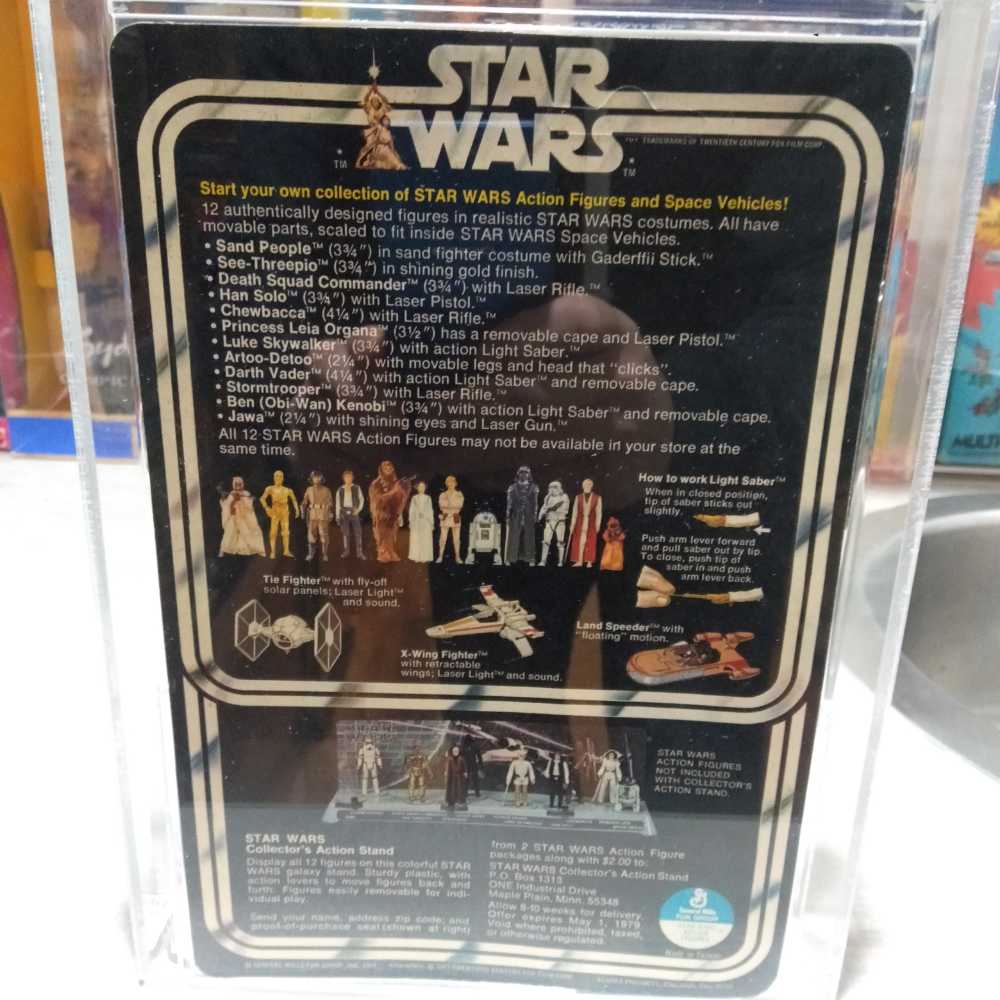 STAR
WARS
TM
TM
TRADEMARKS OF TWENTIETH CENTURY FOX FILM CORP.
Start your own collection of STAR WARS Action Figures and Space Vehicles!
12 authentically designed figures in realistic STAR WARS costumes. All have
movable parts, scaled to fit inside STAR WARS Space Vehicles.
• Sand People™ (3¾") in sand fighter costume with Gaderffii Stick.™
• See-Threepio™ (3¾") in shining gold finish.
• Death Squad Commander™ (3¾") with Laser Rifle.™
• Han Solo™ (3¾") with Laser Pistol.™
• Chewbacca™ (4¼") with Laser Rifle.™
• Princess Leia Organa™ (3½") has a removable cape and Laser Pistol.™
• Luke Skywalker™ (3¾") with action Light Saber.™
• Artoo-Detoo™ (2¼") with movable legs and head that "clicks".
• Darth Vader™ (4¼") with action Light Saber™ and removable cape.
• Stormtrooper™ (3¾") with Laser Rifle.™
• Ben (Obi-Wan) Kenobi™ (3¾") with action Light Saber™ and removable cape.
• Jawa™ (2¼") with shining eyes and Laser Gun.™
All 12 STAR WARS Action Figures may not be available in your store at the
same time.
How to work Light Saber™
When in closed position,
tip of saber sticks out
slightly.
Push arm lever forward
and pull saber out by tip.
To close, push tip of
saber in and push
arm lever back.
Tie Fighter™ with fly-off
solar panels; Laser Light™
and sound.
X-Wing Fighter™
with retractable
wings; Laser Light™ and sound.
Land Speeder™ with
"floating" motion.
STAR
WARS
STAR WARS
ACTION FIGURES
NOT INCLUDED
WITH COLLECTOR'S
ACTION STAND.
STAR WARS
Collector's Action Stand
Display all 12 figures on this colorful STAR
WARS galaxy stand. Sturdy plastic, with
action levers to move figures back and
forth. Figures easily removable for indi-
vidual play.
Send your name, address zip code, and
proof-of-purchase seal (shown at right)
from 2 STAR WARS Action Figure
packages along with $2.00 to:
STAR WARS Collector's Action Stand
P.O. Box 1313
ONE Industrial Drive
Maple Plain, Minn. 55348
Allow 8-10 weeks for delivery.
Offer expires May 1, 1979.
Void where prohibited, taxed,
or otherwise regulated.
General Mills
FUN GROUP
Made in Taiwan
MULTI